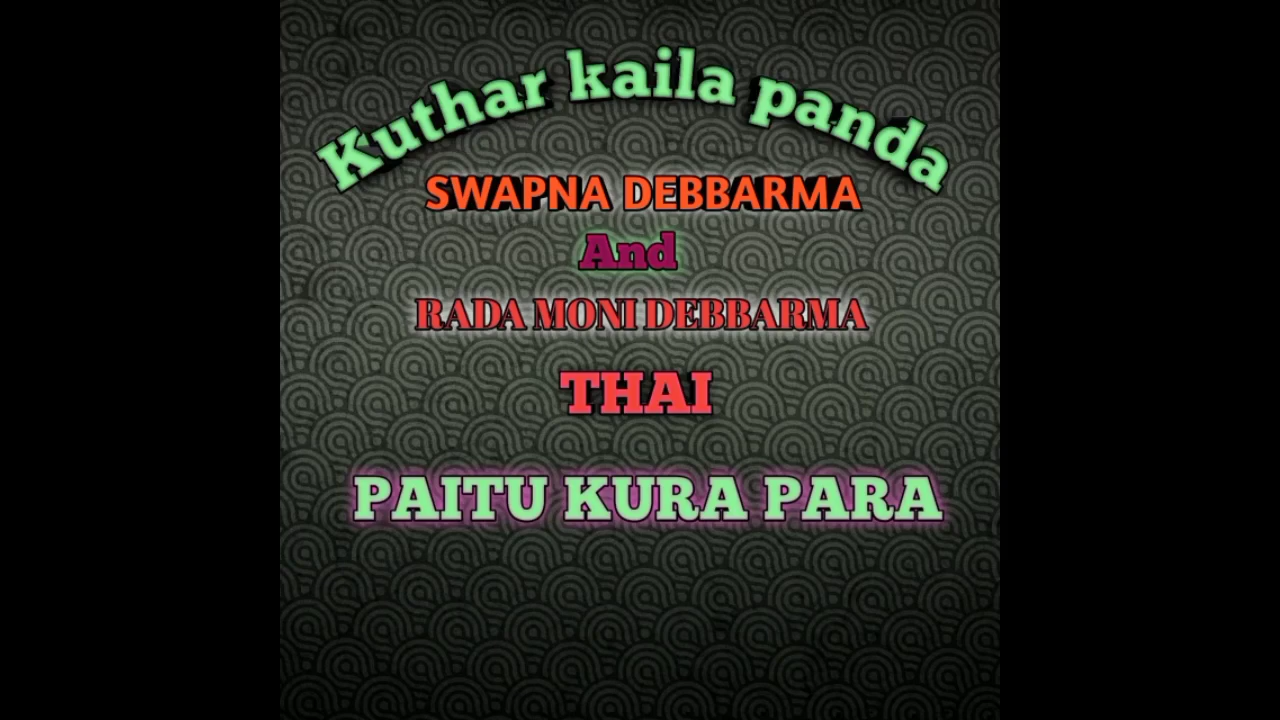 Kuthar kaila panda
SWAPNA DEBBARMA
And
RADA MONI DEBBARMA
THAI
PAITU KURA PARA